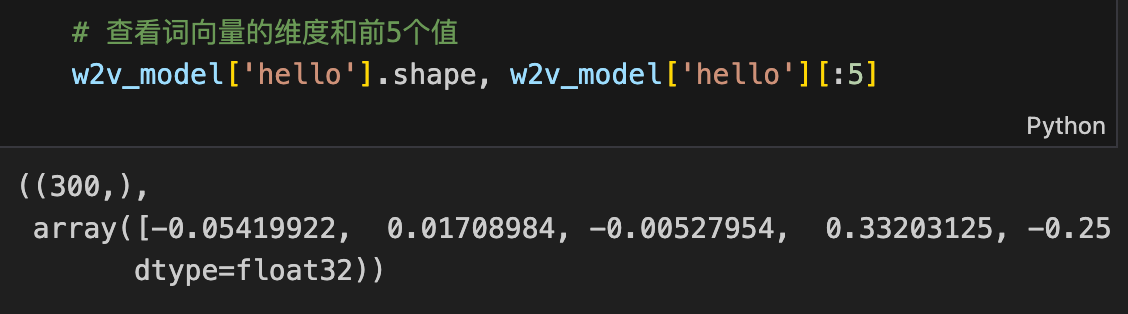 # 查看词向量的维度和前5个值
w2v_model['hello'].shape, w2v_model['hello'][:5]
Python
((300,),
array([-0.05419922,  0.01708984, -0.00527954,  0.33203125, -0.25
dtype=float32))